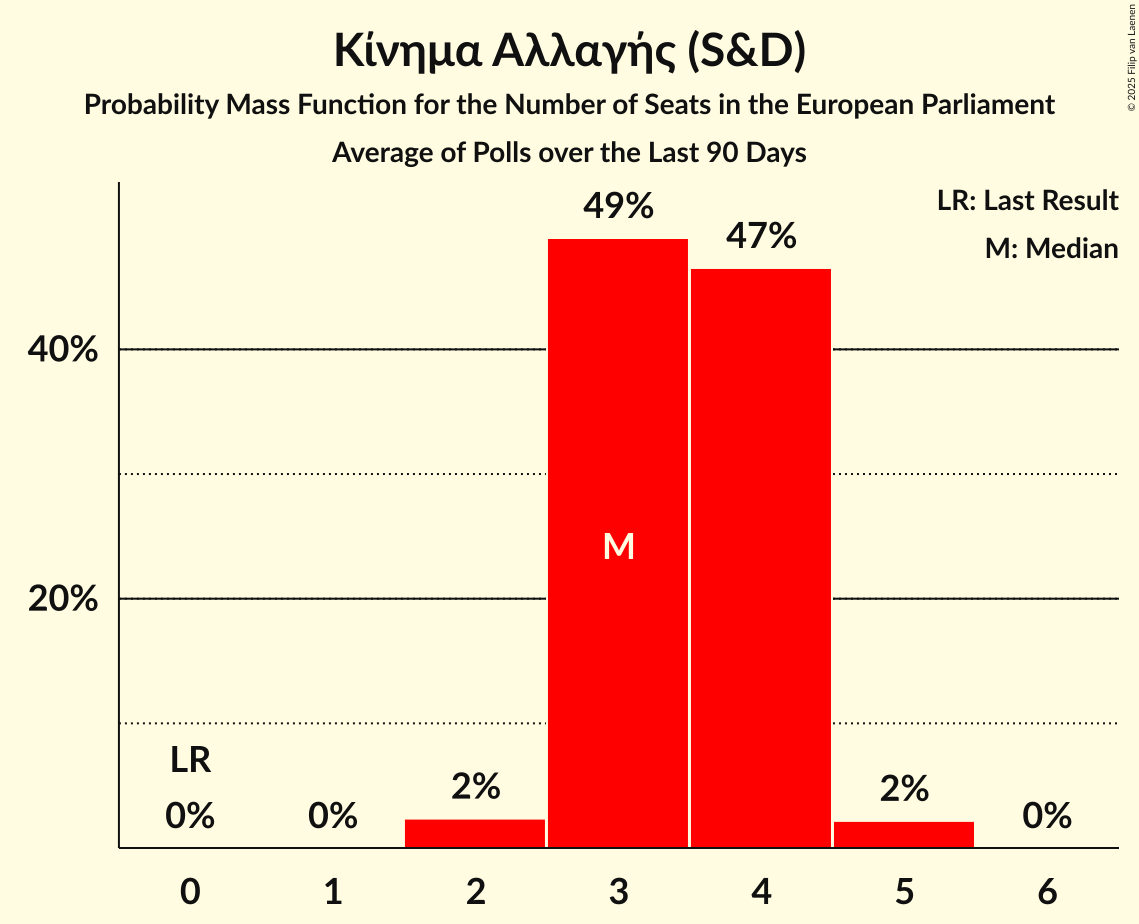 Κίνημα Αλλαγής (S&D)
Probability Mass Function for the Number of Seats in the European Parliament
Average of Polls over the Last 90 Days
© 2025 Filip van Laenen
LR: Last Result
M: Median
49%
47%
40%
M
20%
LR
0%
0%
2%
2%
0%
0
1
2
3
4
5
6